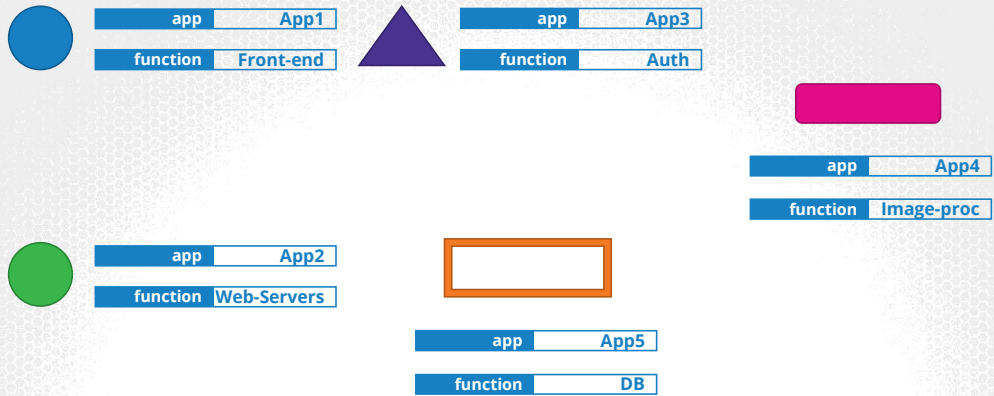 app App1
function Front-end
app App3
function Auth
app App4
function Image-proc
app App2
function Web-Servers
app App5
function DB